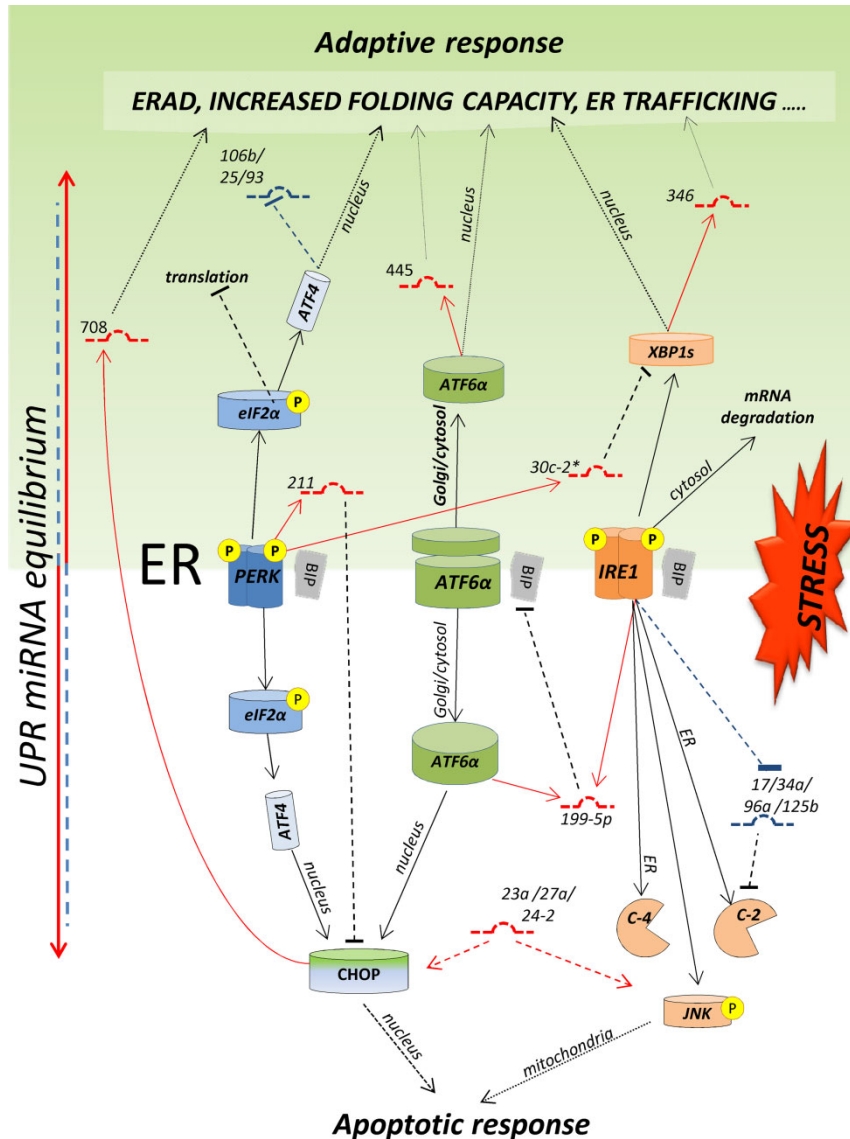 Adaptive response
ERAD, INCREASED FOLDING CAPACITY, ER TRAFFICKING .....
106b/
25/93
nucleus
nucleus
nucleus
346
translation
ATF4
445
708
XBP1s
ATF6α
eIF2α
P
mRNA
degradation
Golgi/cytosol
30c-2*
cytosol
211
UPR miRNA equilibrium
ER
P
P
PERK
BIP
ATF6α
BIP
P
P
IRE1
BIP
STRESS
Golgi/cytosol
eIF2α
P
ER
ATF6α
17/34a/
96a/125b
199-5p
ATF4
nucleus
nucleus
ER
23a/27a/
24-2
C-4
C-2
CHOP
JNK
P
nucleus
mitochondria
Apoptotic response